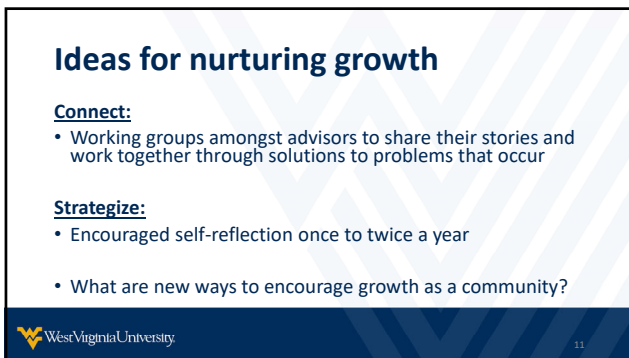 Ideas for nurturing growth
Connect:
• Working groups amongst advisors to share their stories and
work together through solutions to problems that occur
Strategize:
• Encouraged self-reflection once to twice a year
• What are new ways to encourage growth as a community?
WestVirginiaUniversity.
11